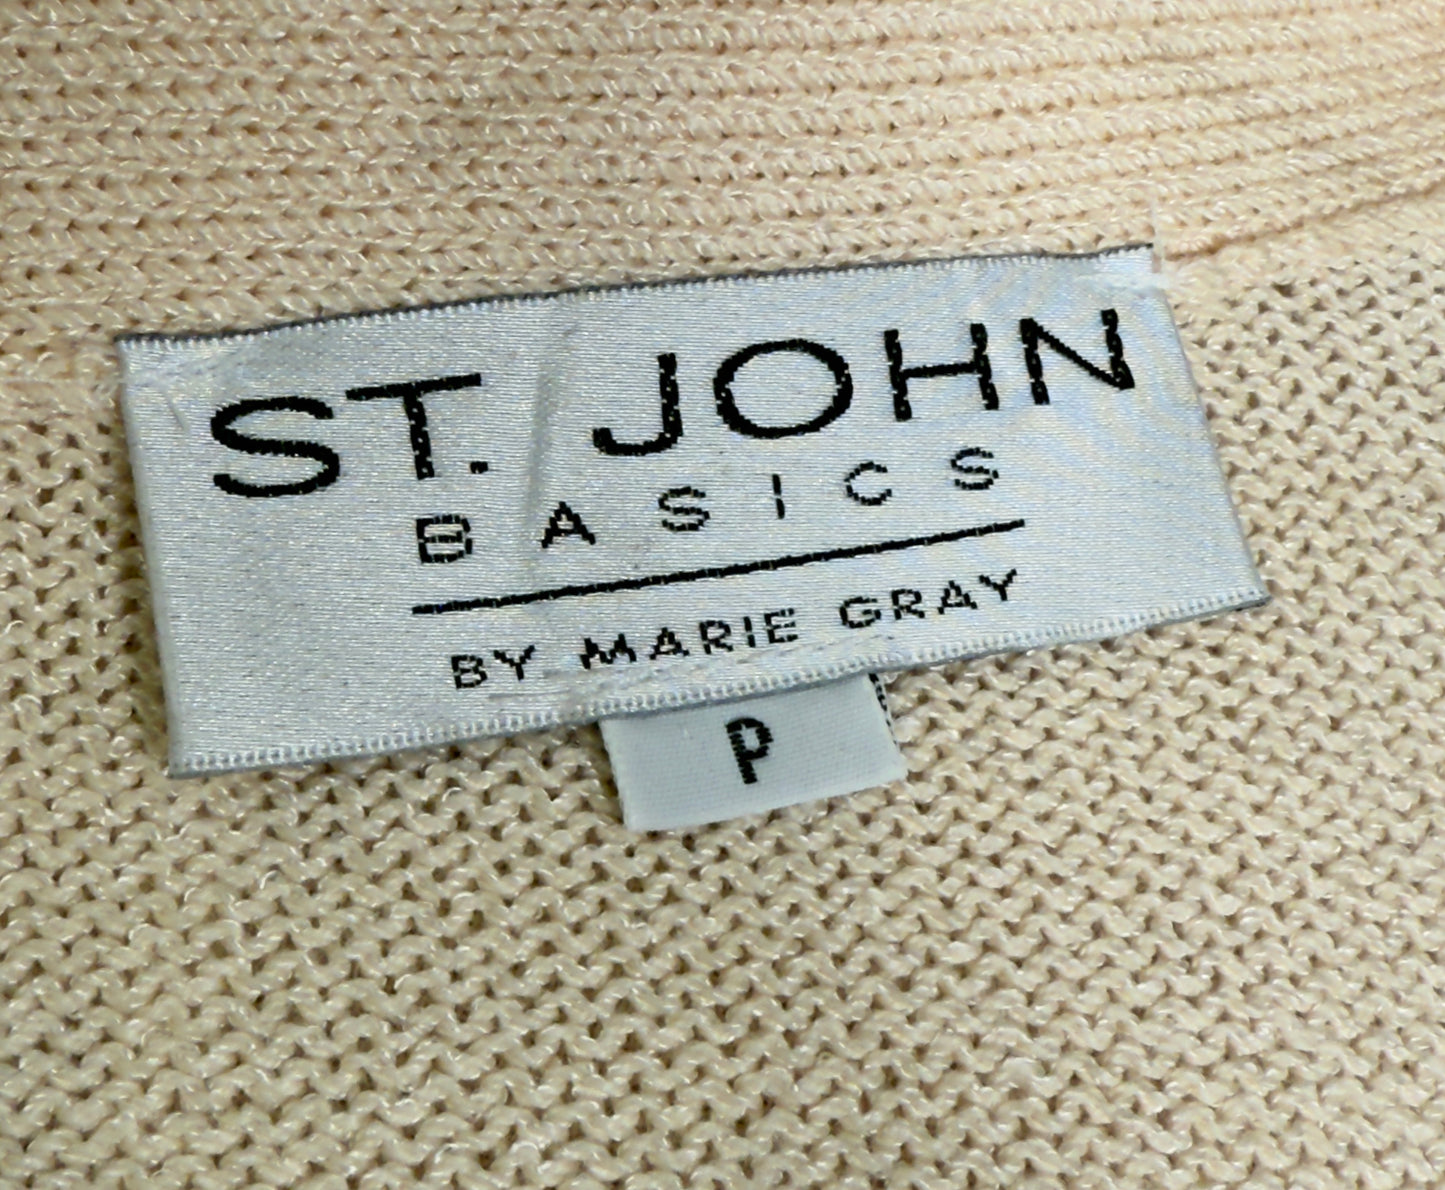 ST. JOHN
BASICS
BY MARIE GRAY
P